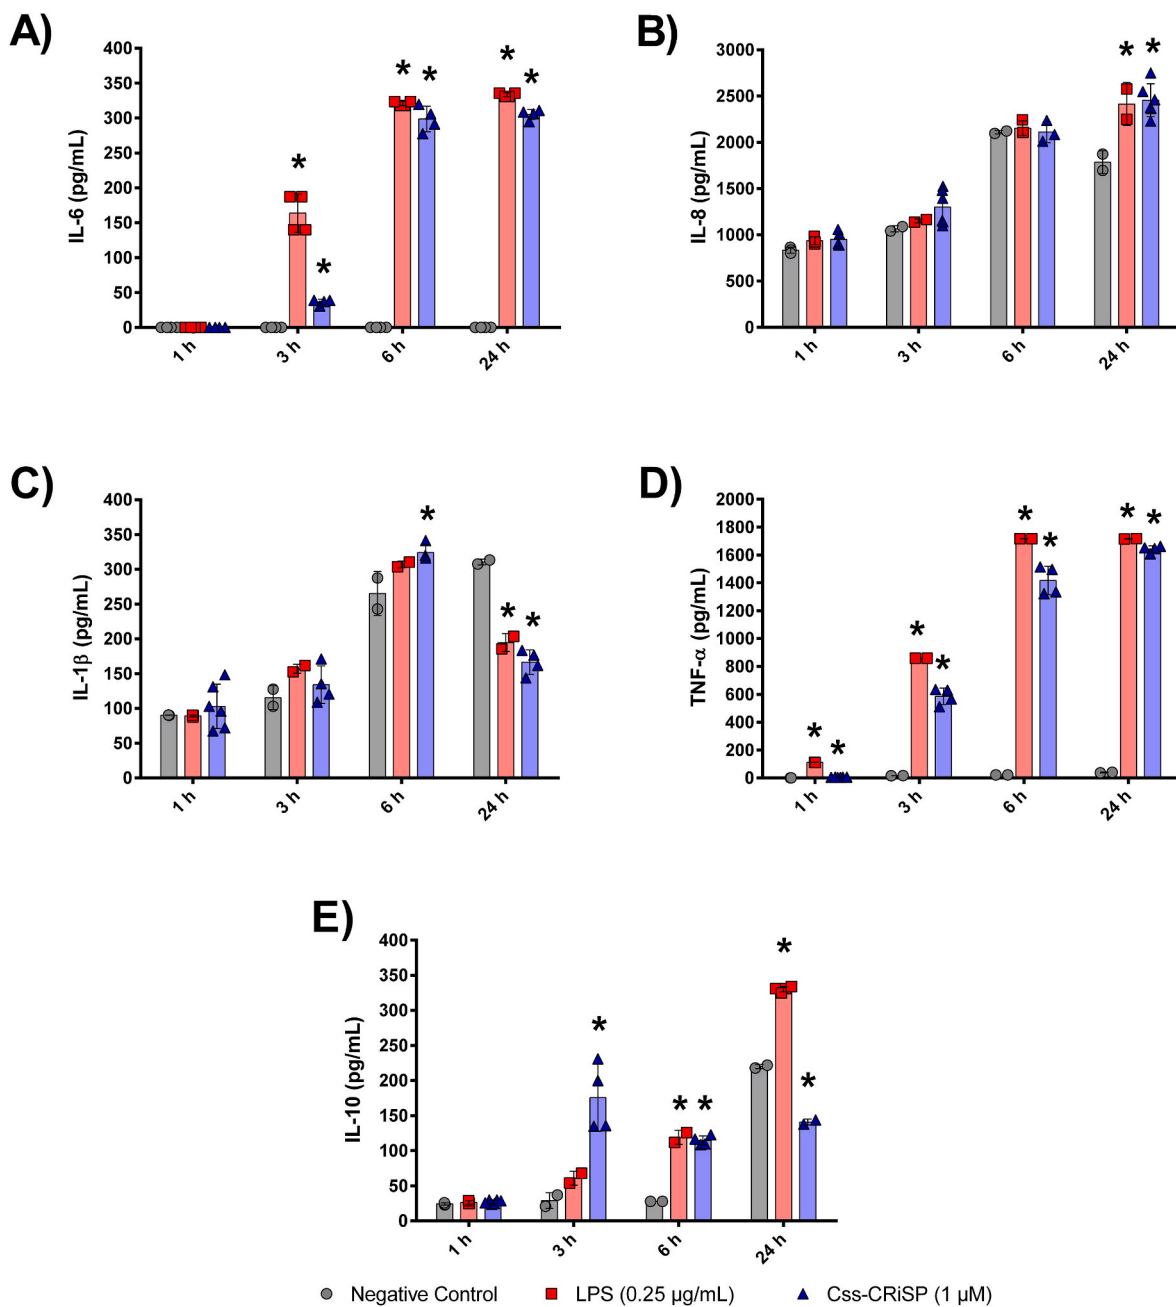 A)
IL-6 (pg/mL)
400
350
300
250
200
150
100
50
0
* * * * * *
1 h 3 h 6 h 24 h
B)
IL-8 (pg/mL)
3000
2500
2000
1500
1000
500
0
* *
1 h 3 h 6 h 24 h
C)
IL-1β (pg/mL)
400
350
300
250
200
150
100
50
0
* * *
1 h 3 h 6 h 24 h
D)
TNF-α (pg/mL)
2000
1800
1600
1400
1200
1000
800
600
400
200
0
* * * * * * * *
1 h 3 h 6 h 24 h
E)
IL-10 (pg/mL)
400
350
300
250
200
150
100
50
0
* * * * *
1 h 3 h 6 h 24 h
Negative Control LPS (0.25 µg/mL) Css-CRiSP (1 µM)